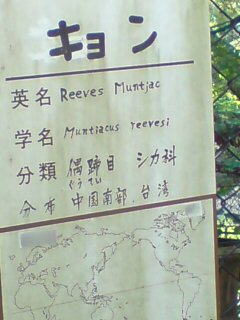 キョン
英名 Reeves Muntjac
学名 Muntiacus reevesi
分類 偶蹄目 シカ科
ぐうてい
分布 中国南部、台湾